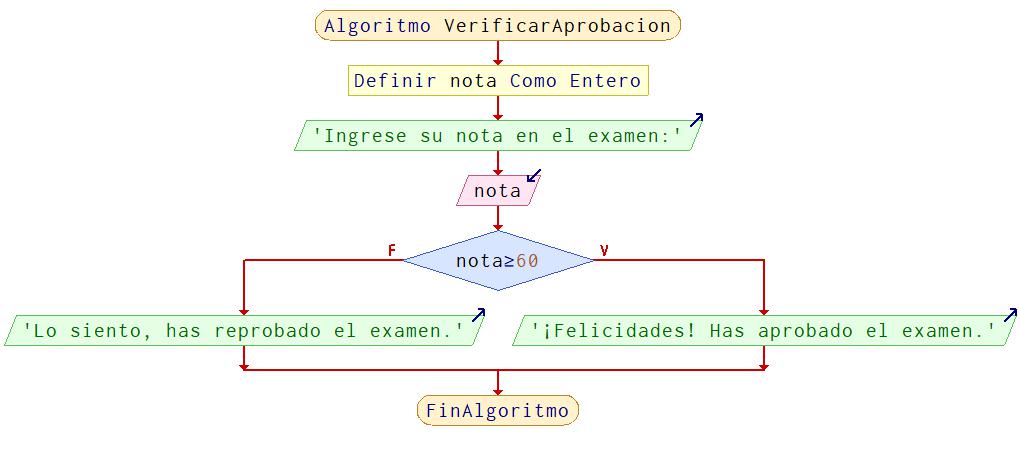 Algoritmo VerificarAprobacion
Definir nota Como Entero
'Ingrese su nota en el examen:'
nota
F
nota≥60
V
'Lo siento, has reprobado el examen.'
'¡Felicidades! Has aprobado el examen.'
FinAlgoritmo